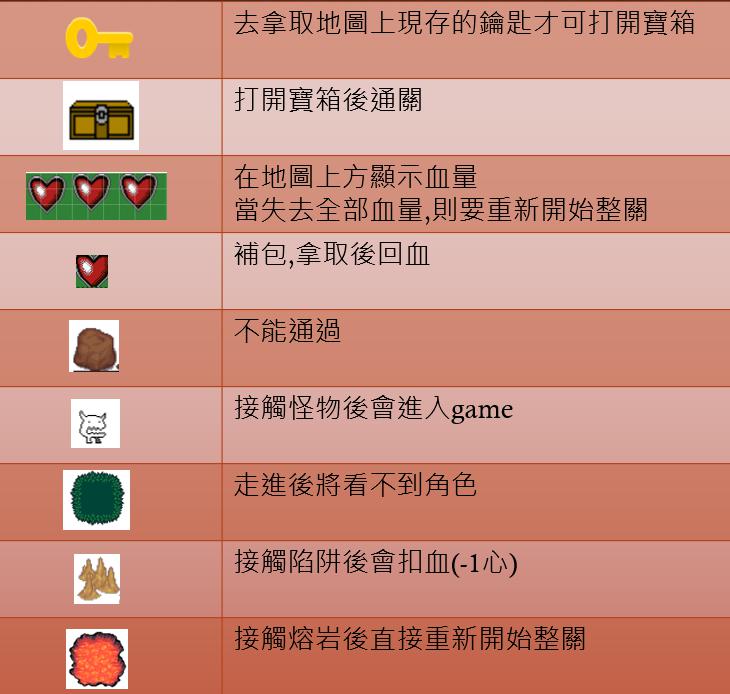 去拿取地圖上現存的鑰匙才可打開寶箱
打開寶箱後通關
在地圖上方顯示血量
當失去全部血量,則要重新開始整關
補包,拿取後回血
不能通過
接觸怪物後會進入game
走進後將看不到角色
接觸陷阱後會扣血(-1心)
接觸熔岩後直接重新開始整關